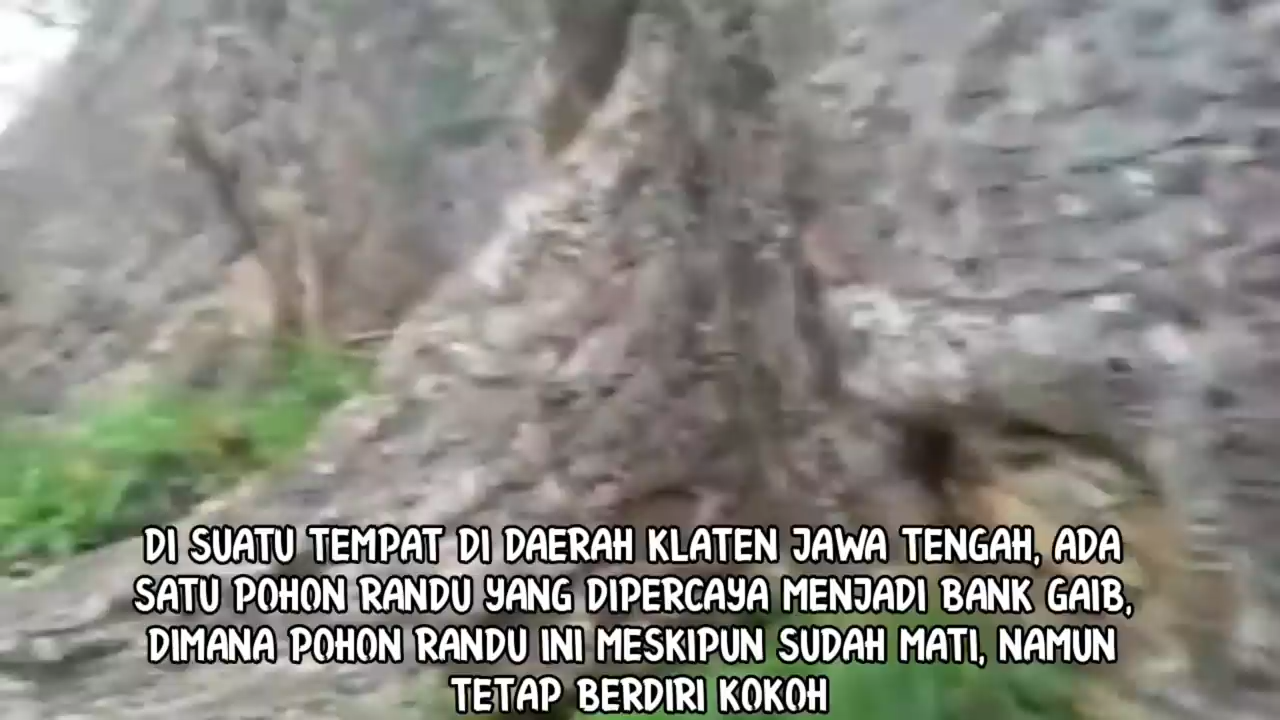 DI SUATU TEMPAT DI DAERAH KLATEN JAWA TENGAH, ADA
SATU POHON RANDU YANG DIPERCAYA MENJADI BANK GAIB,
DIMANA POHON RANDU INI MESKIPUN SUDAH MATI, NAMUN
TETAP BERDIRI KOKOH